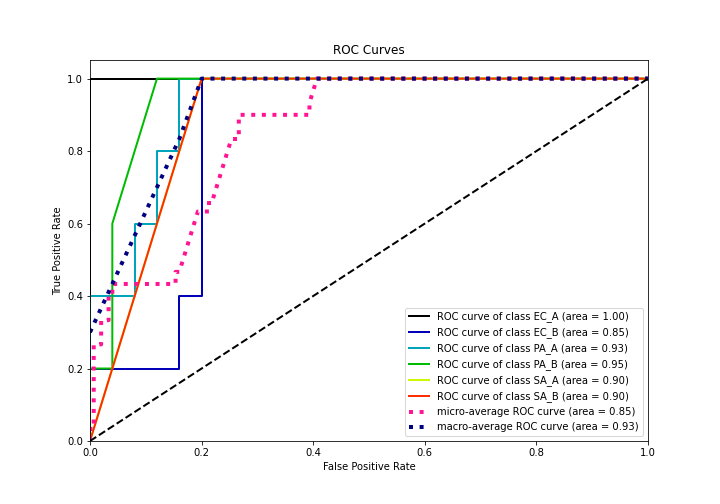 ROC Curves
True Positive Rate
1.0
0.8
0.6
0.4
0.2
0.0
ROC curve of class EC_A (area = 1.00)
ROC curve of class EC_B (area = 0.85)
ROC curve of class PA_A (area = 0.93)
ROC curve of class PA_B (area = 0.95)
ROC curve of class SA_A (area = 0.90)
ROC curve of class SA_B (area = 0.90)
micro-average ROC curve (area = 0.85)
macro-average ROC curve (area = 0.93)
0.0 0.2 0.4 0.6 0.8 1.0
False Positive Rate